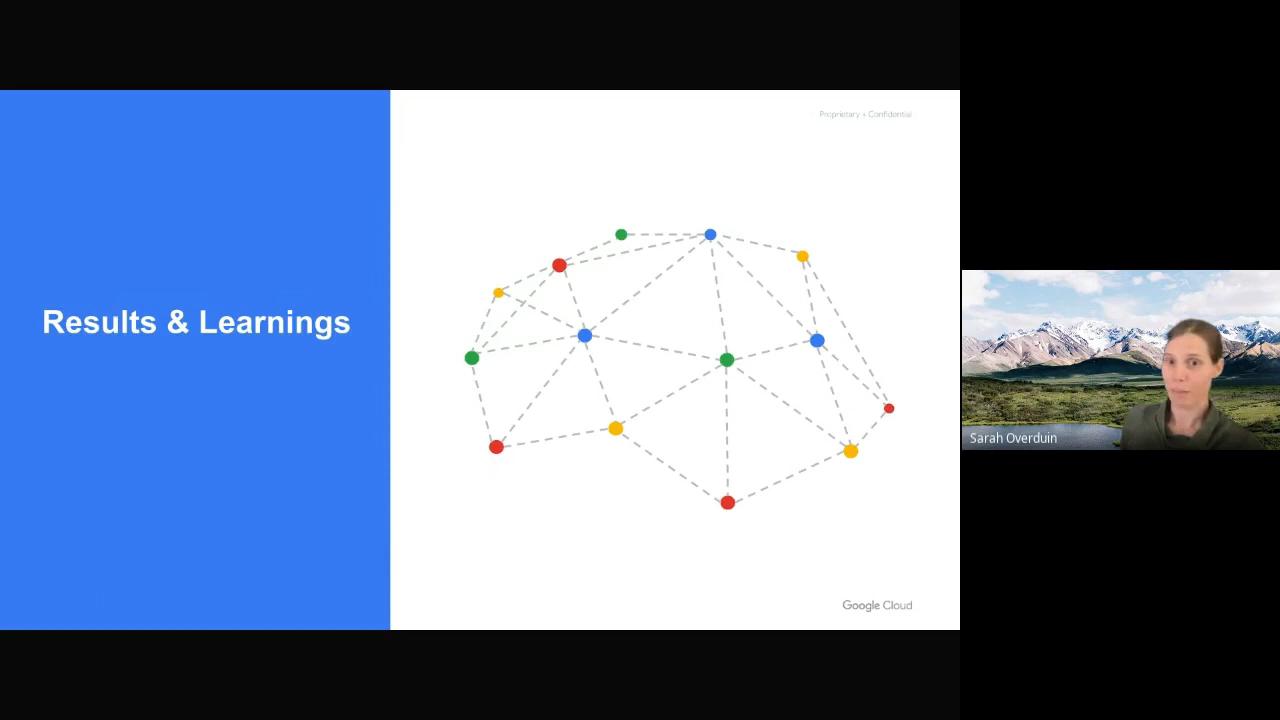 Proprietary + Confidential
Results & Learnings
Google Cloud
Sarah Overduin